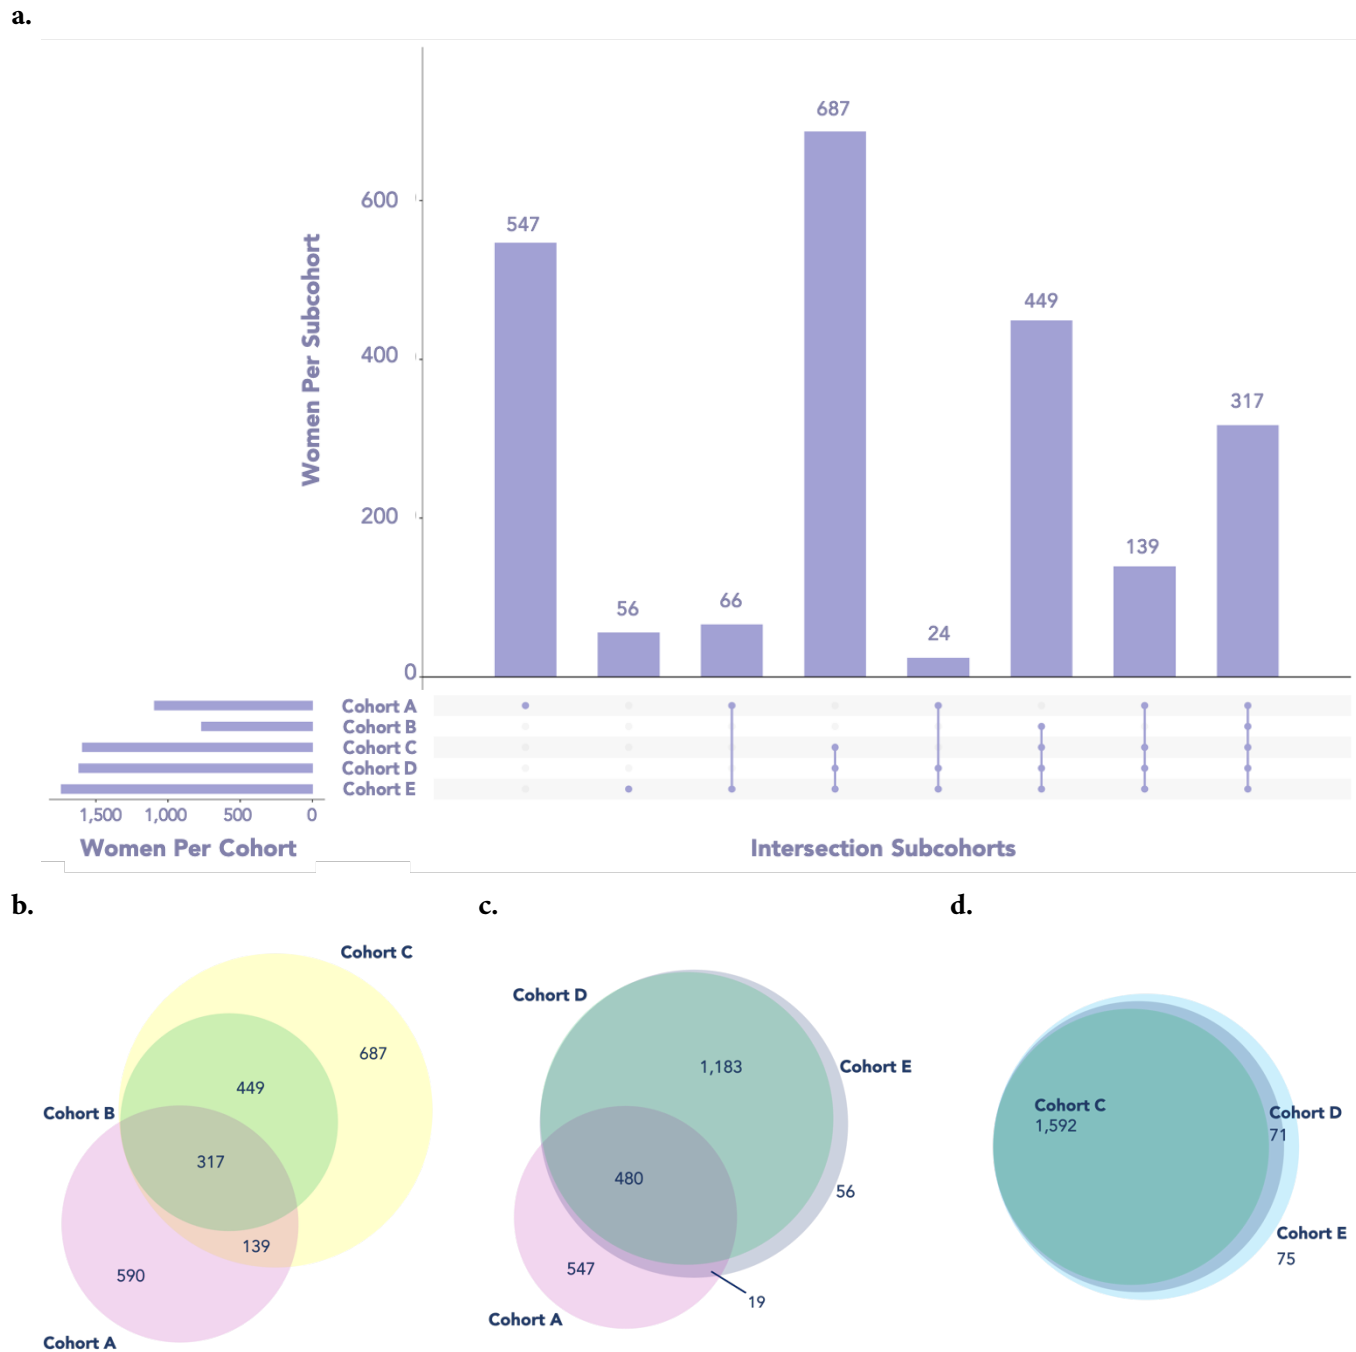 a.
687
600
547
449
400
317
200
139
66
56
24
0
Women Per Subcohort
Cohort A
Cohort B
Cohort C
Cohort D
Cohort E
1,500 1,000 500 0
Women Per Cohort
Intersection Subcohorts
b.
Cohort C
687
449
Cohort B
317
139
590
Cohort A
c.
Cohort D
1,183
Cohort E
480
56
547
19
Cohort A
d.
Cohort C
1,592
Cohort D
71
Cohort E
75